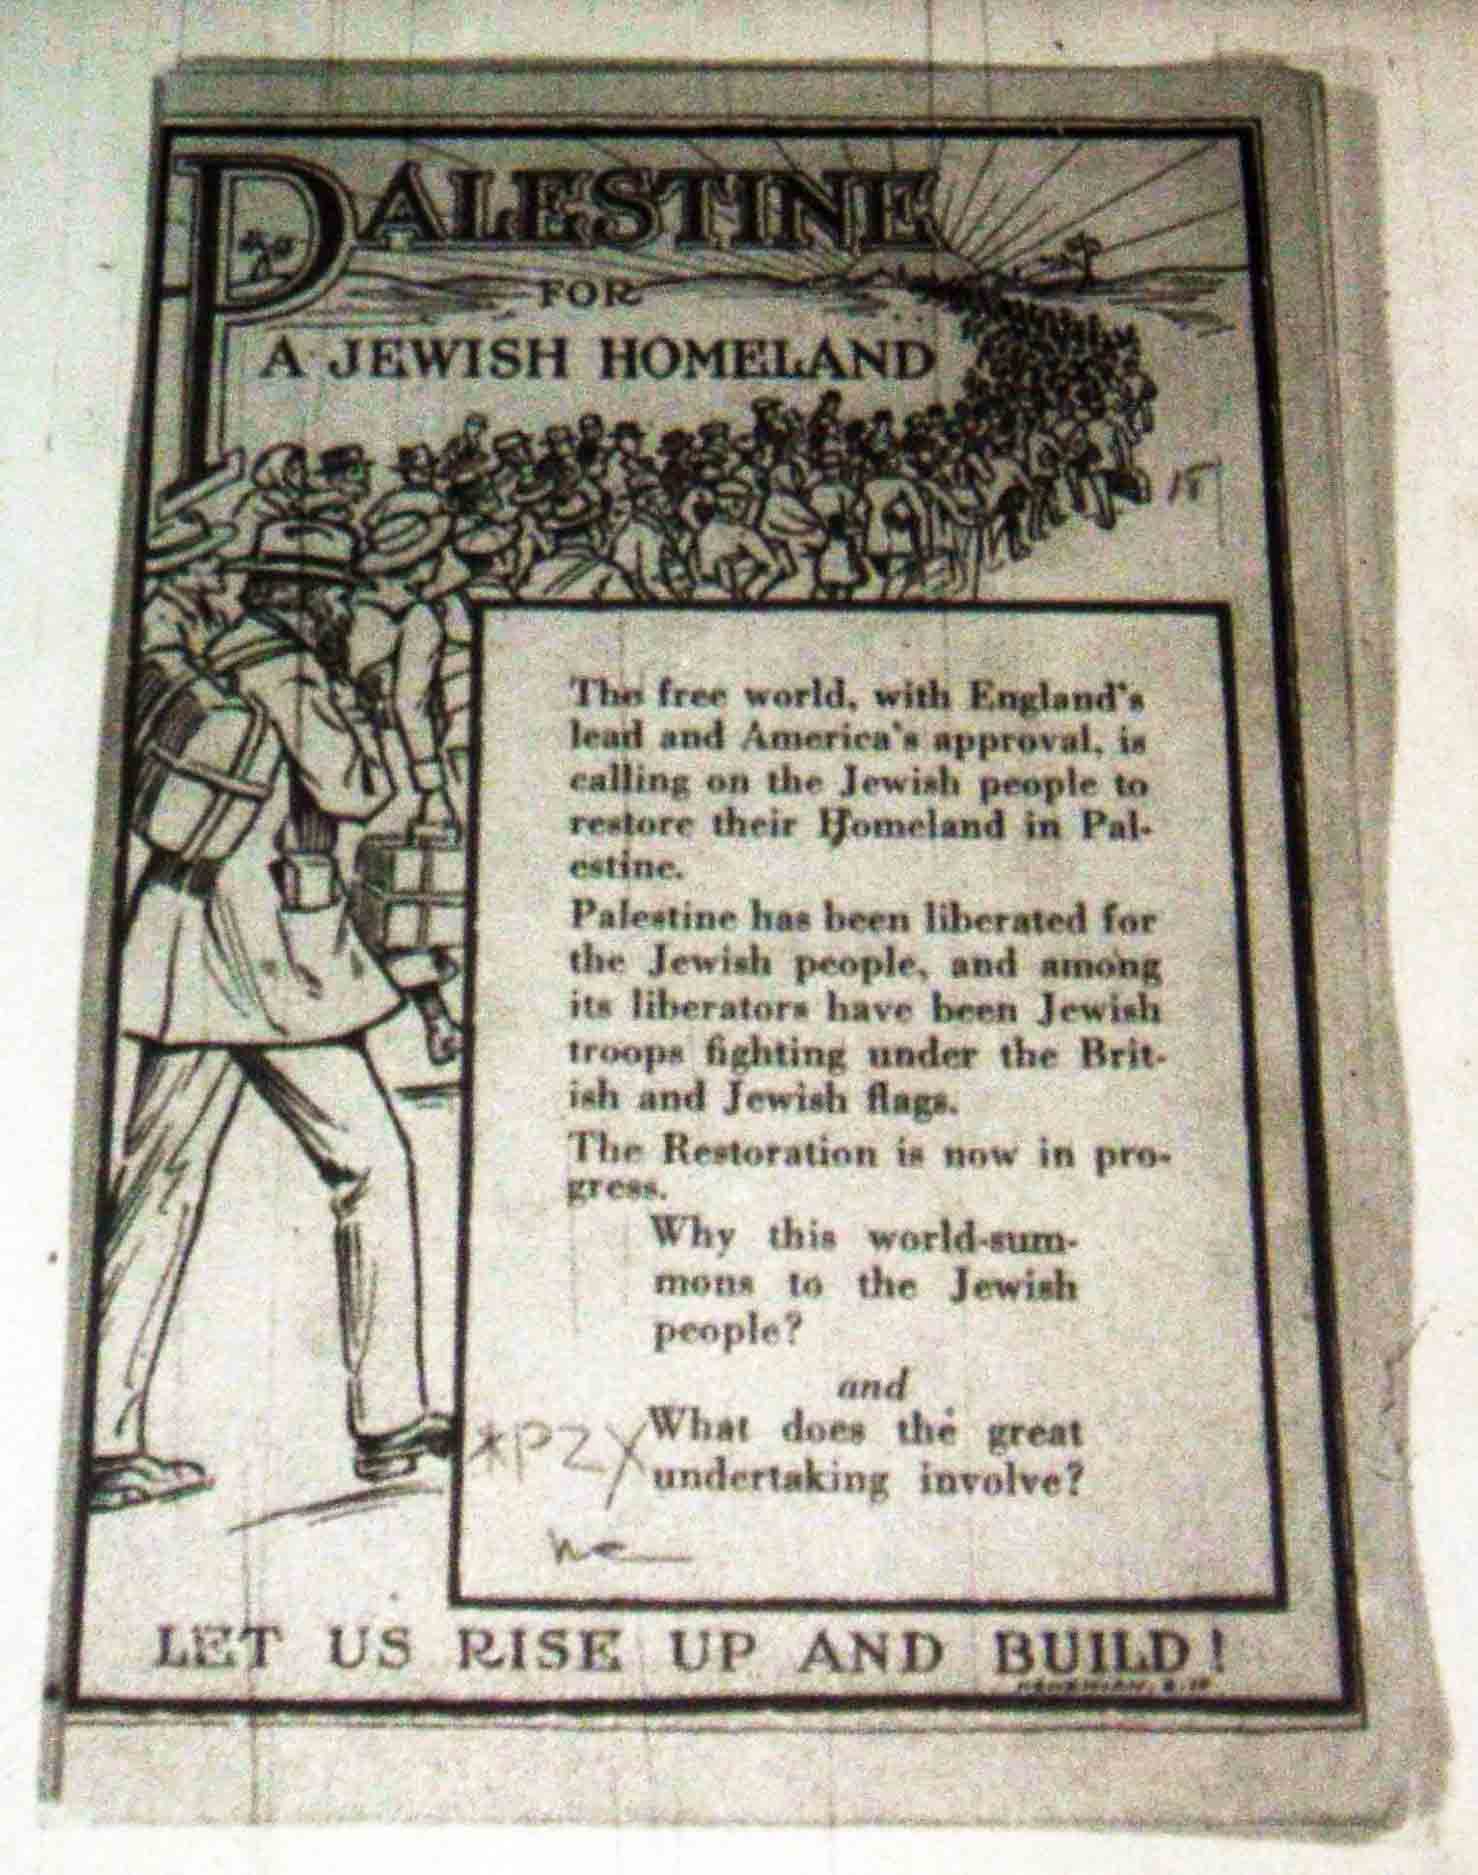 PALESTINE
FOR
A JEWISH HOMELAND
The free world, with England's
lead and America's approval, is
calling on the Jewish people to
restore their Homeland in Pal-
estine.
Palestine has been liberated for
the Jewish people, and among
its liberators have been Jewish
troops fighting under the Brit-
ish and Jewish flags.
The Restoration is now in pro-
gress.
Why this world-sum-
mons to the Jewish
people?
and
What does the great
undertaking involve?
*PZX
LET US RISE UP AND BUILD!
NEHEMIAH,